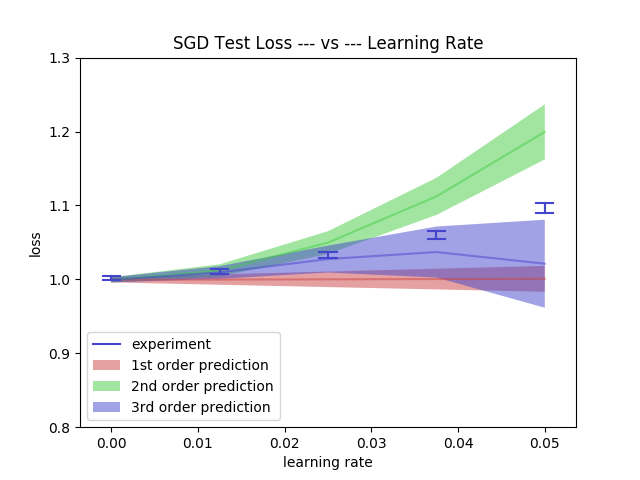 SGD Test Loss --- vs --- Learning Rate
1.3
1.2
1.1
1.0
0.9
0.8
loss
experiment
1st order prediction
2nd order prediction
3rd order prediction
0.00 0.01 0.02 0.03 0.04 0.05
learning rate